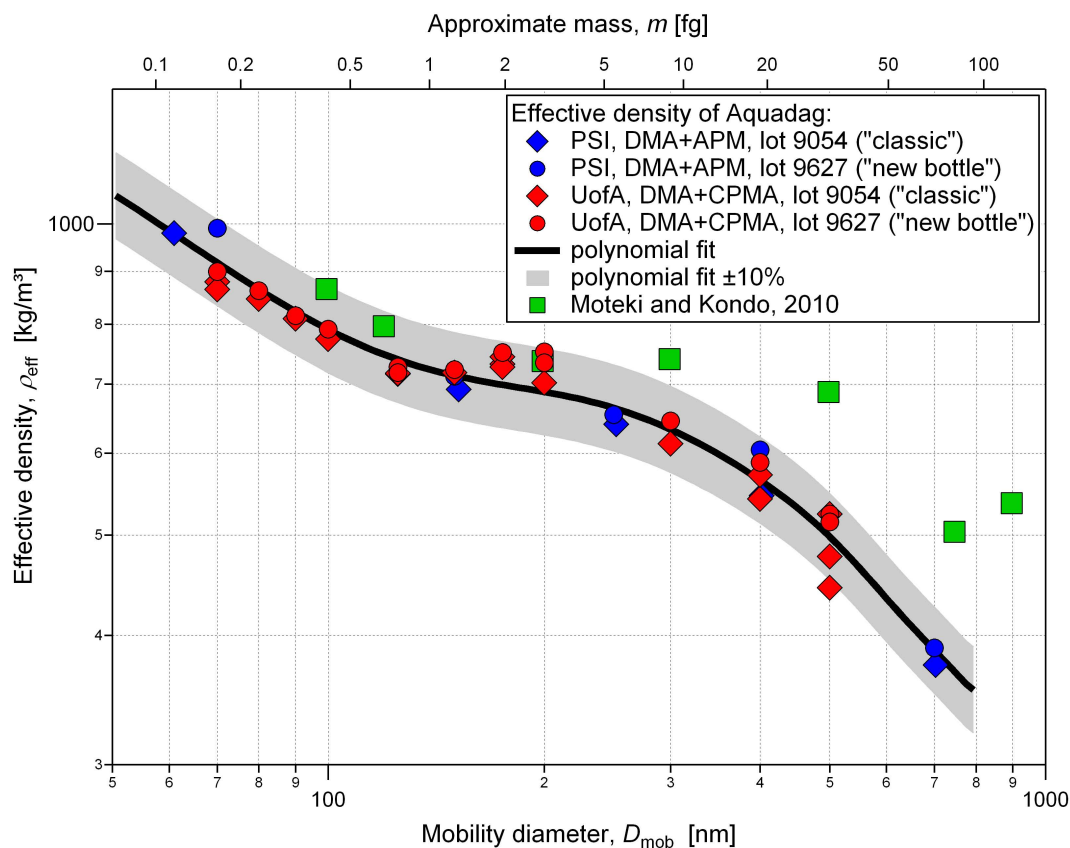 Approximate mass, m [fg]
0.1 0.2 0.5 1 2 5 10 20 50 100
Effective density of Aquadag:
PSI, DMA+APM, lot 9054 ("classic")
PSI, DMA+APM, lot 9627 ("new bottle")
UofA, DMA+CPMA, lot 9054 ("classic")
UofA, DMA+CPMA, lot 9627 ("new bottle")
polynomial fit
polynomial fit ±10%
Moteki and Kondo, 2010
Effective density, ρeff [kg/m³]
1000
9
8
7
6
5
4
3
5 6 7 8 9 100 2 3 4 5 6 7 8 9 1000
Mobility diameter, Dmob [nm]